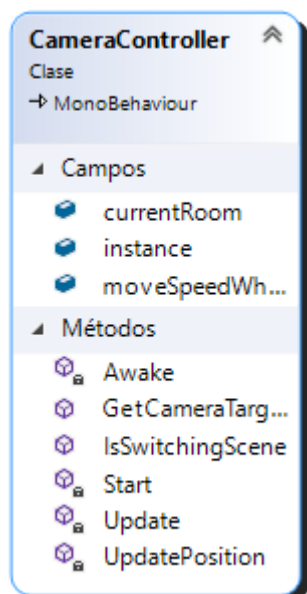 CameraController
Clase
MonoBehaviour
Campos
currentRoom
instance
moveSpeedWh...
Métodos
Awake
GetCameraTarg...
IsSwitchingScene
Start
Update
UpdatePosition